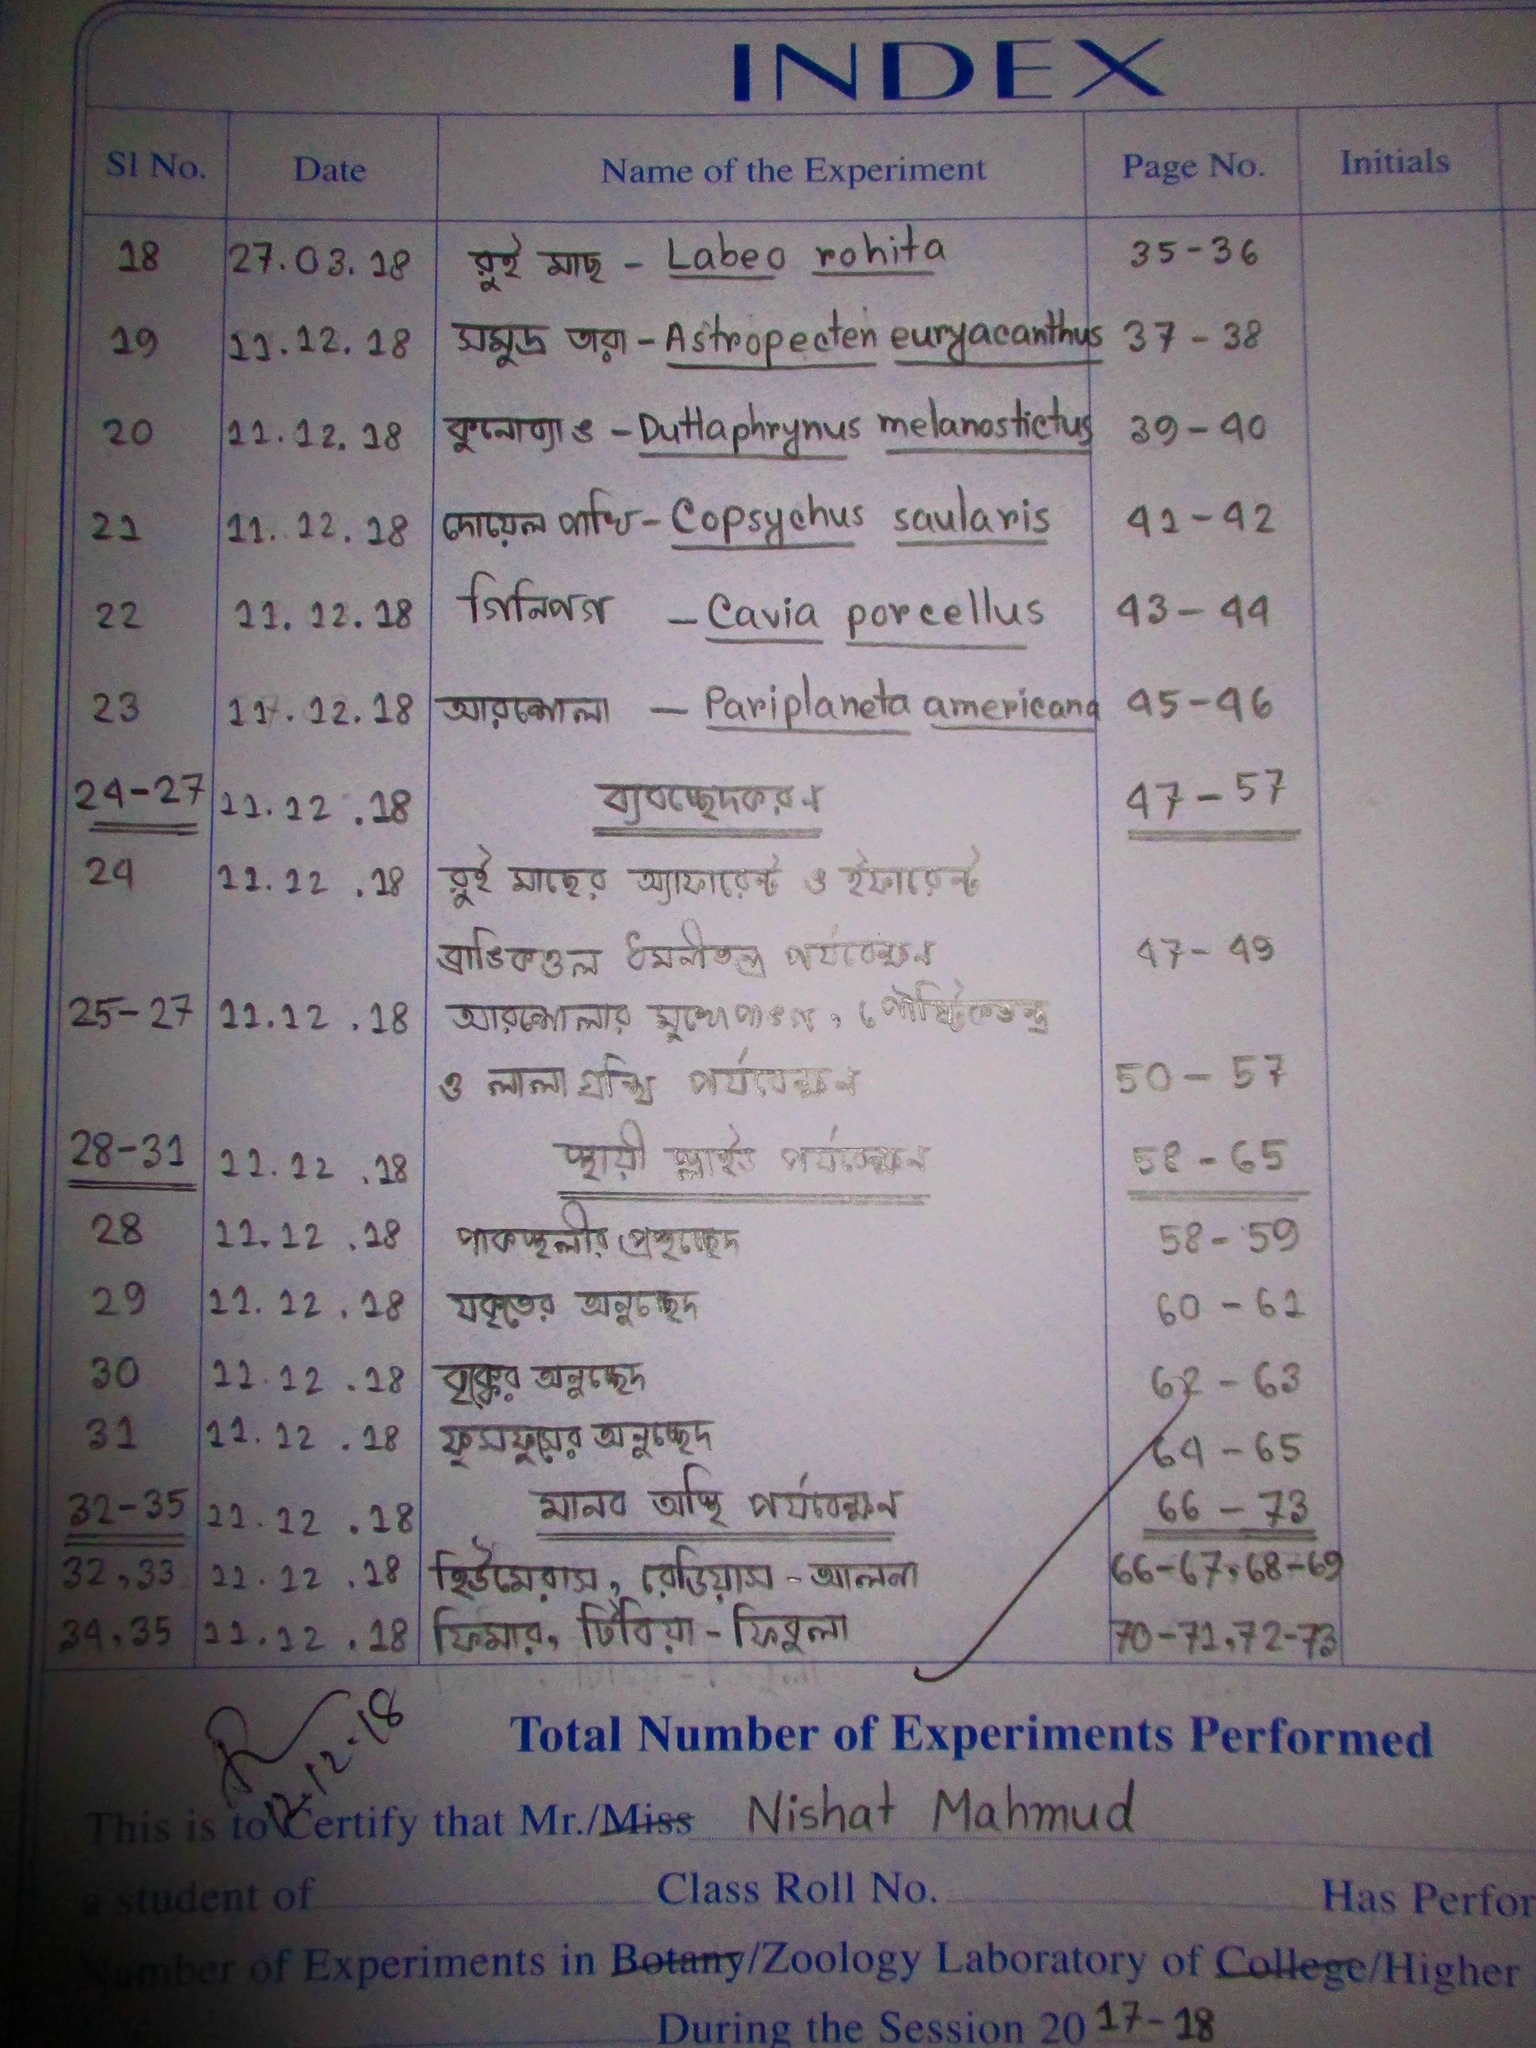 INDEX
Sl No. Date Name of the Experiment Page No. Initials
18 27.03.18 রুই মাছ - Labeo rohita 35-36
19 11.12.18 সমুদ্র তারা - Astropecten euryacanthus 37-38
20 11.12.18 কুনোব্যাঙ - Duttaphrynus melanostictus 39-40
21 11.12.18 দোয়েল পাখি - Copsychus saularis 41-42
22 11.12.18 গিনিপিগ - Cavia porcellus 43-44
23 11.12.18 আরশোলা - Pariplaneta americana 45-46
24-27 11.12.18 ব্যবচ্ছেদকরণ 47-57
24 11.12.18 রুই মাছের অ্যাফারেন্ট ও ইফারেন্ট
ব্রাঙ্কিওল ধমনীতন্ত্র পর্যবেক্ষণ 47-49
25-27 11.12.18 আরশোলার মুখোপাঙ্গ, পৌষ্টিকতন্ত্র
ও লালাগ্রন্থি পর্যবেক্ষণ 50-57
28-31 11.12.18 স্থায়ী স্লাইড পর্যবেক্ষণ 58-65
28 11.12.18 পাকস্থলীর প্রস্থচ্ছেদ 58-59
29 11.12.18 যকৃতের অনুচ্ছেদ 60-61
30 11.12.18 বৃক্কের অনুচ্ছেদ 62-63
31 11.12.18 ফুসফুসের অনুচ্ছেদ 64-65
32-35 11.12.18 মানব অস্থি পর্যবেক্ষণ 66-73
32,33 11.12.18 হিউমেরাস, রেডিয়াস-আলনা 66-67,68-69
34,35 11.12.18 ফিমার, টিবিয়া-ফিবুলা 70-71,72-73
12-12-18
Total Number of Experiments Performed
This is to Certify that Mr./Miss Nishat Mahmud
a student of Class Roll No. Has Perfor
Number of Experiments in Botany/Zoology Laboratory of College/Higher
During the Session 2017-18